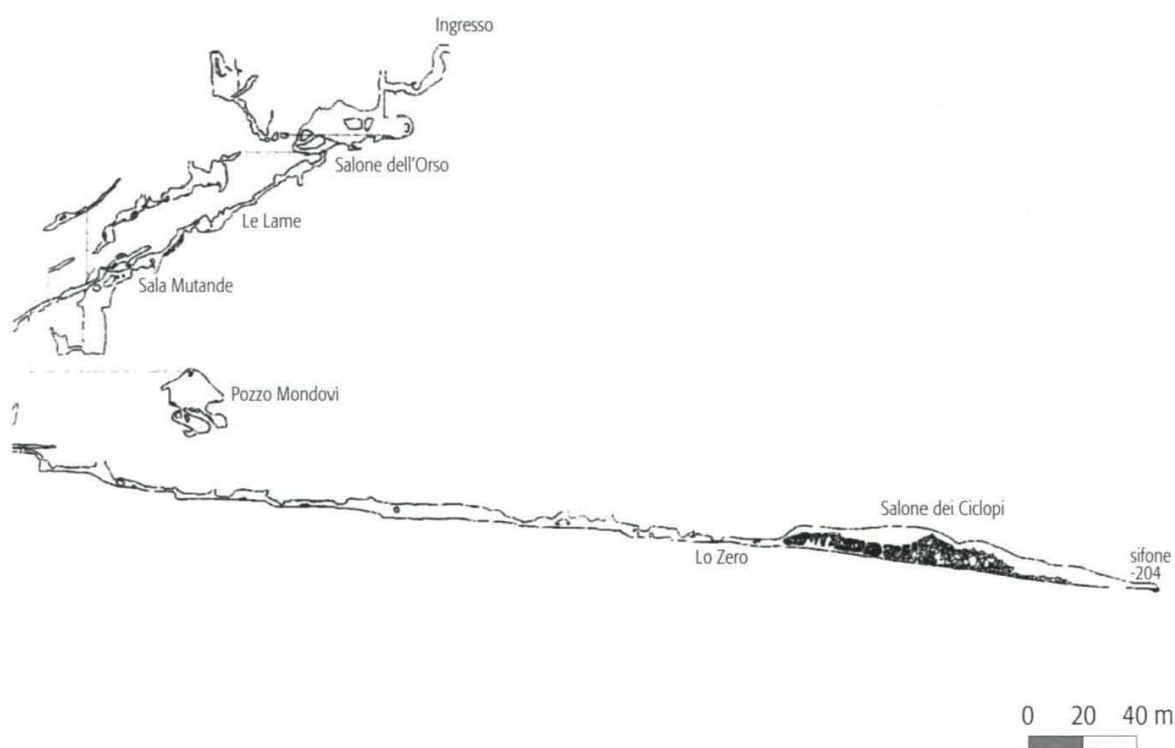 Ingresso
Salone dell'Orso
Le Lame
Sala Mutande
Pozzo Mondovì
Salone dei Ciclopi
Lo Zero
sifone
-204
0 20 40 m